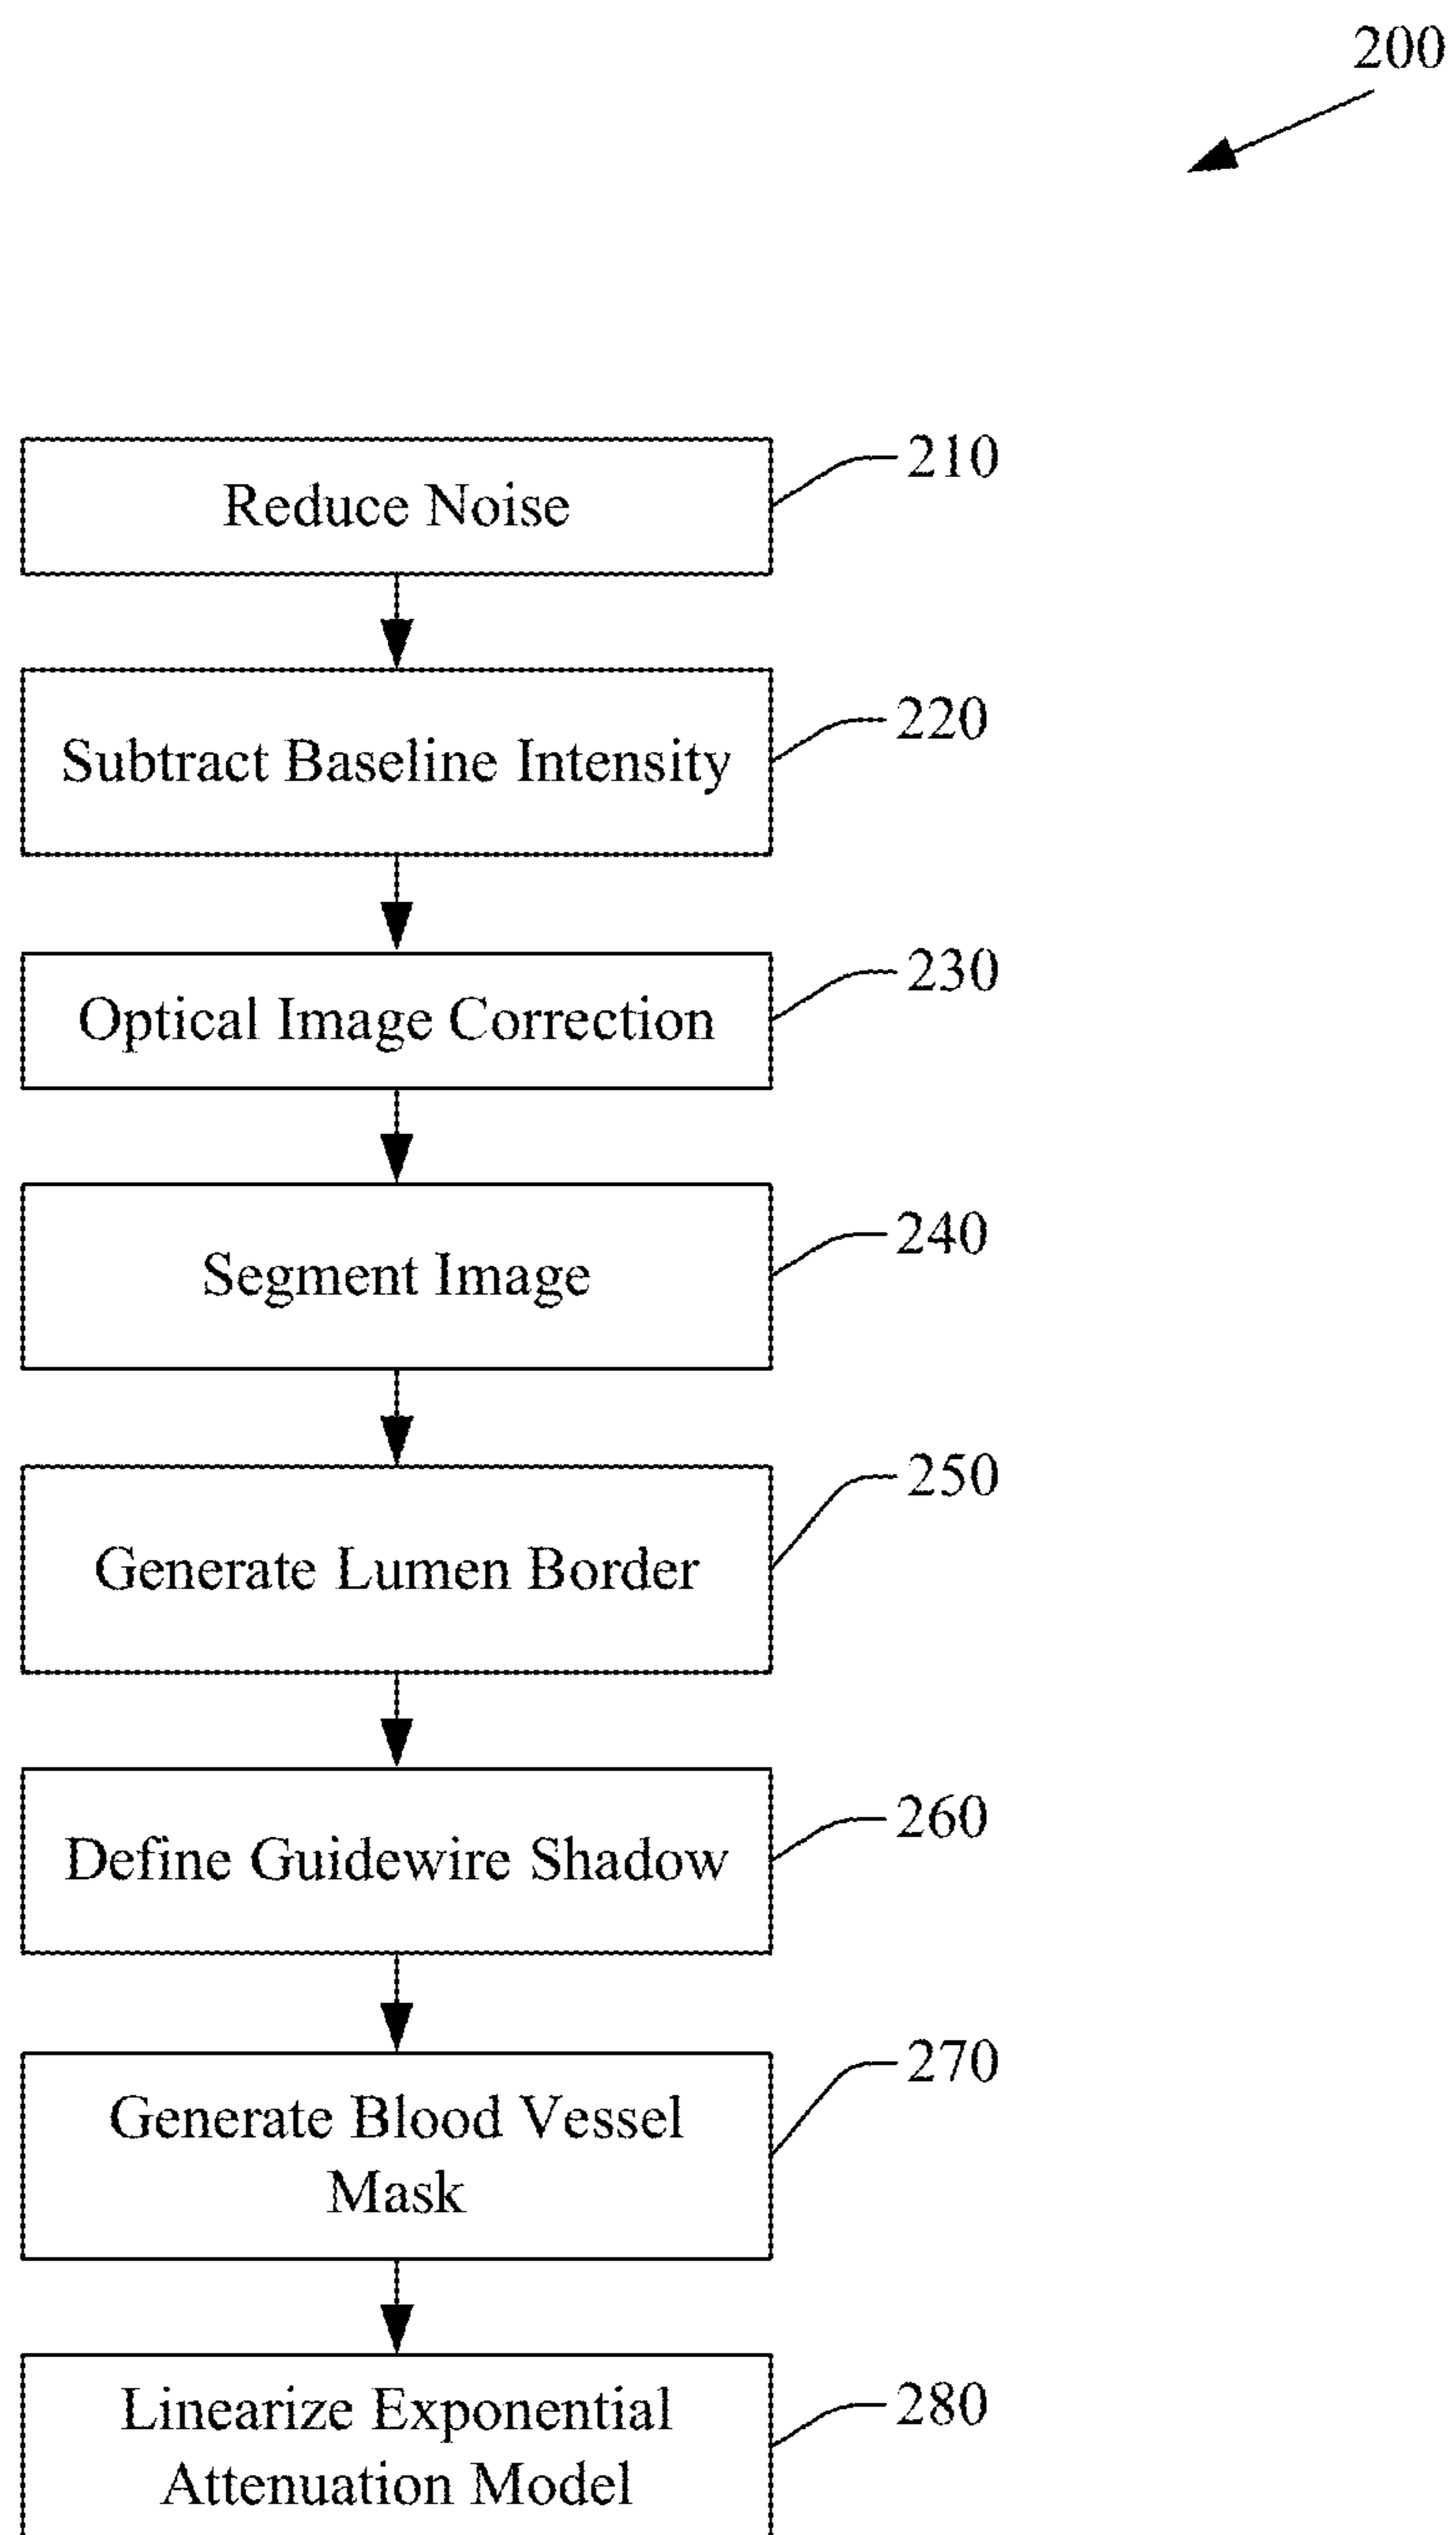 200
Reduce Noise
210
Subtract Baseline Intensity
220
Optical Image Correction
230
Segment Image
240
Generate Lumen Border
250
Define Guidewire Shadow
260
Generate Blood Vessel
Mask
270
Linearize Exponential
Attenuation Model
280